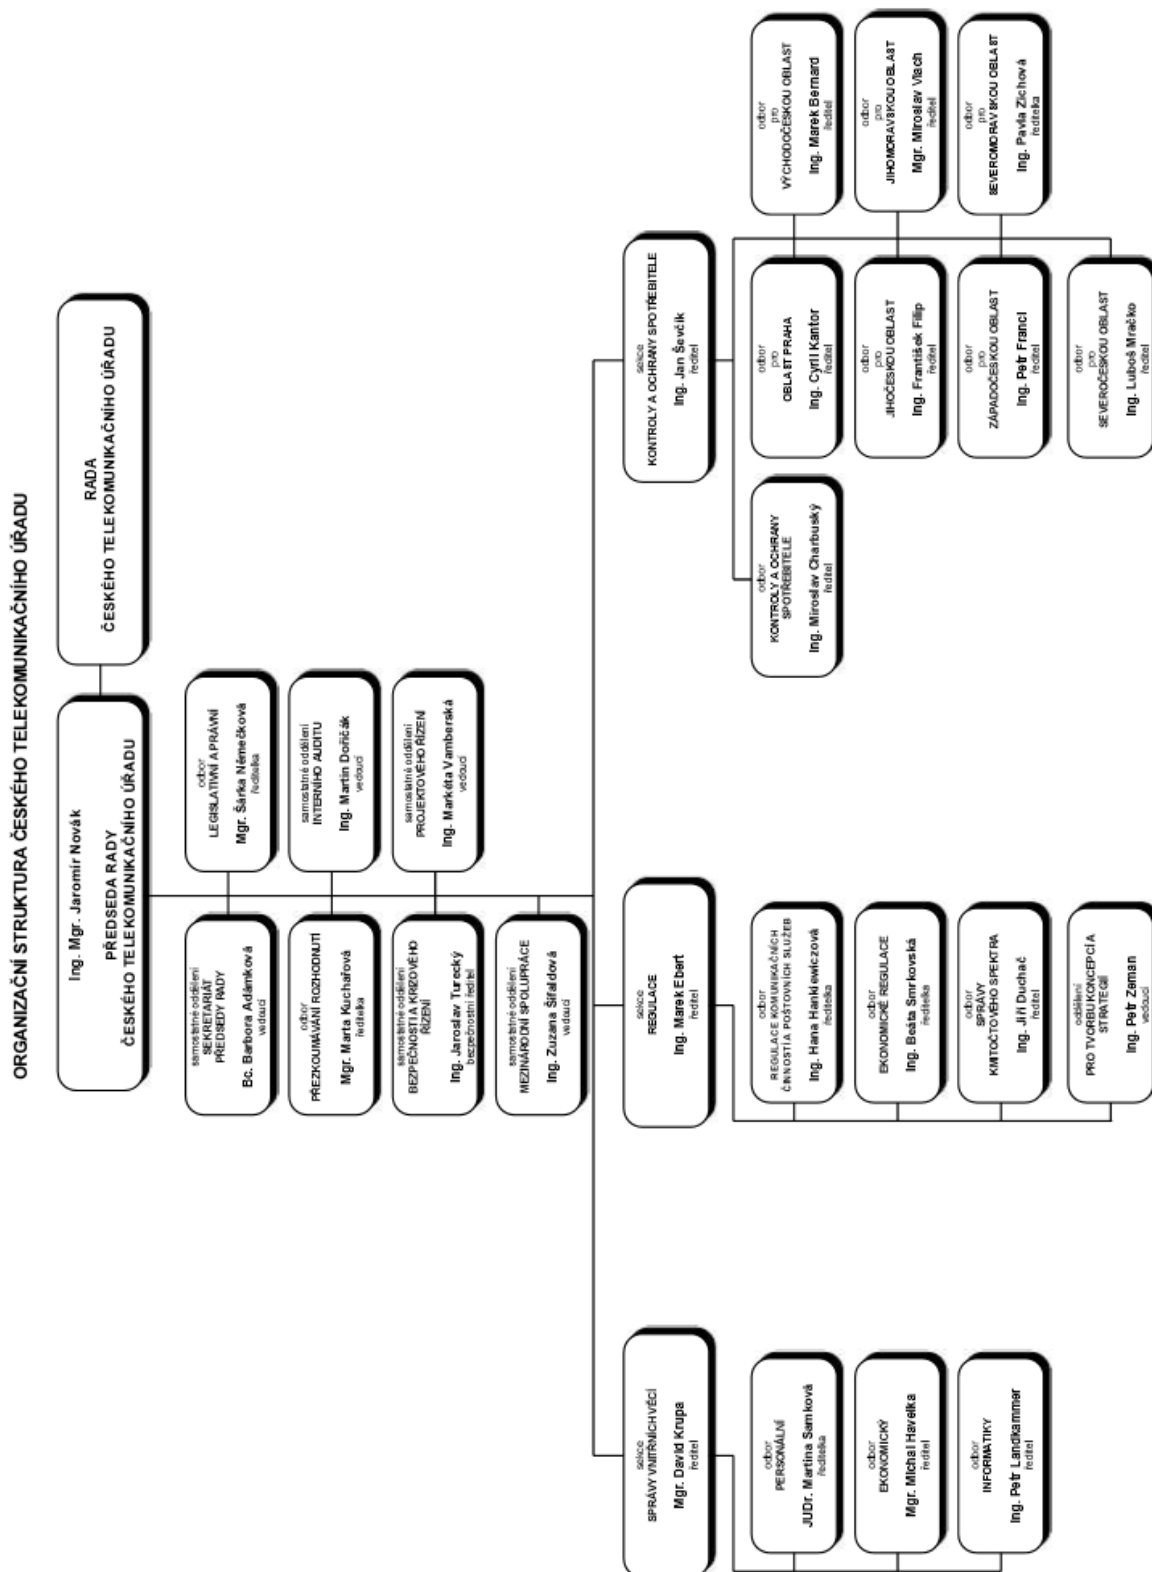 ORGANIZAČNÍ STRUKTURA ČESKÉHO TELEKOMUNIKAČNÍHO ÚŘADU
Ing. Mgr. Jaromír Novák
PŘEDSEDA RADY
ČESKÉHO TELEKOMUNIKAČNÍHO ÚŘADU
RADA
ČESKÉHO TELEKOMUNIKAČNÍHO ÚŘADU
samostatné oddělení
SEKRETARIÁT
PŘEDSEDY RADY
Bc. Barbora Adámková
vedoucí
odbor
LEGISLATIVNÍ A PRÁVNÍ
Mgr. Šárka Němečková
ředitelka
odbor
PŘEZKOUMÁVÁNÍ ROZHODNUTÍ
Mgr. Marta Kuchařová
ředitelka
samostatné oddělení
INTERNÍHO AUDITU
Ing. Martin Dořičák
vedoucí
samostatné oddělení
BEZPEČNOSTI A KRIZOVÉHO
ŘÍZENÍ
Ing. Jaroslav Turecký
bezpečnostní ředitel
samostatné oddělení
PROJEKTOVÉHO ŘÍZENÍ
Ing. Markéta Vamberská
vedoucí
samostatné oddělení
MEZINÁRODNÍ SPOLUPRÁCE
Ing. Zuzana Šifaldová
vedoucí
sekce
SPRÁVY VNITŘNÍCH VĚCÍ
Mgr. David Krupa
ředitel
odbor
PERSONÁLNÍ
JUDr. Martina Samková
ředitelka
odbor
EKONOMICKÝ
Mgr. Michal Havelka
ředitel
odbor
INFORMATIKY
Ing. Petr Landkammer
ředitel
sekce
REGULACE
Ing. Marek Ebert
ředitel
odbor
REGULACE KOMUNIKAČNÍCH
ČINNOSTÍ A POŠTOVNÍCH SLUŽEB
Ing. Hana Hankiewiczová
ředitelka
odbor
EKONOMICKÉ REGULACE
Ing. Beáta Smrkovská
ředitelka
odbor
SPRÁVY
KMITOČTOVÉHO SPEKTRA
Ing. Jiří Duchač
ředitel
oddělení
PRO TVORBU KONCEPCÍ A
STRATEGIÍ
Ing. Petr Zeman
vedoucí
sekce
KONTROLY A OCHRANY SPOTŘEBITELE
Ing. Jan Ševčík
ředitel
odbor
KONTROLY A OCHRANY
SPOTŘEBITELE
Ing. Miroslav Charbuský
ředitel
odbor
pro
OBLAST PRAHA
Ing. Cyril Kantor
ředitel
odbor
pro
VÝCHODOČESKOU OBLAST
Ing. Marek Bernard
ředitel
odbor
pro
JIHOČESKOU OBLAST
Ing. František Filip
ředitel
odbor
pro
JIHOMORAVSKOU OBLAST
Mgr. Miroslav Vlach
ředitel
odbor
pro
ZÁPADOČESKOU OBLAST
Ing. Petr Francl
ředitel
odbor
pro
SEVEROMORAVSKOU OBLAST
Ing. Pavla Zichová
ředitelka
odbor
pro
SEVEROČESKOU OBLAST
Ing. Luboš Mračko
ředitel